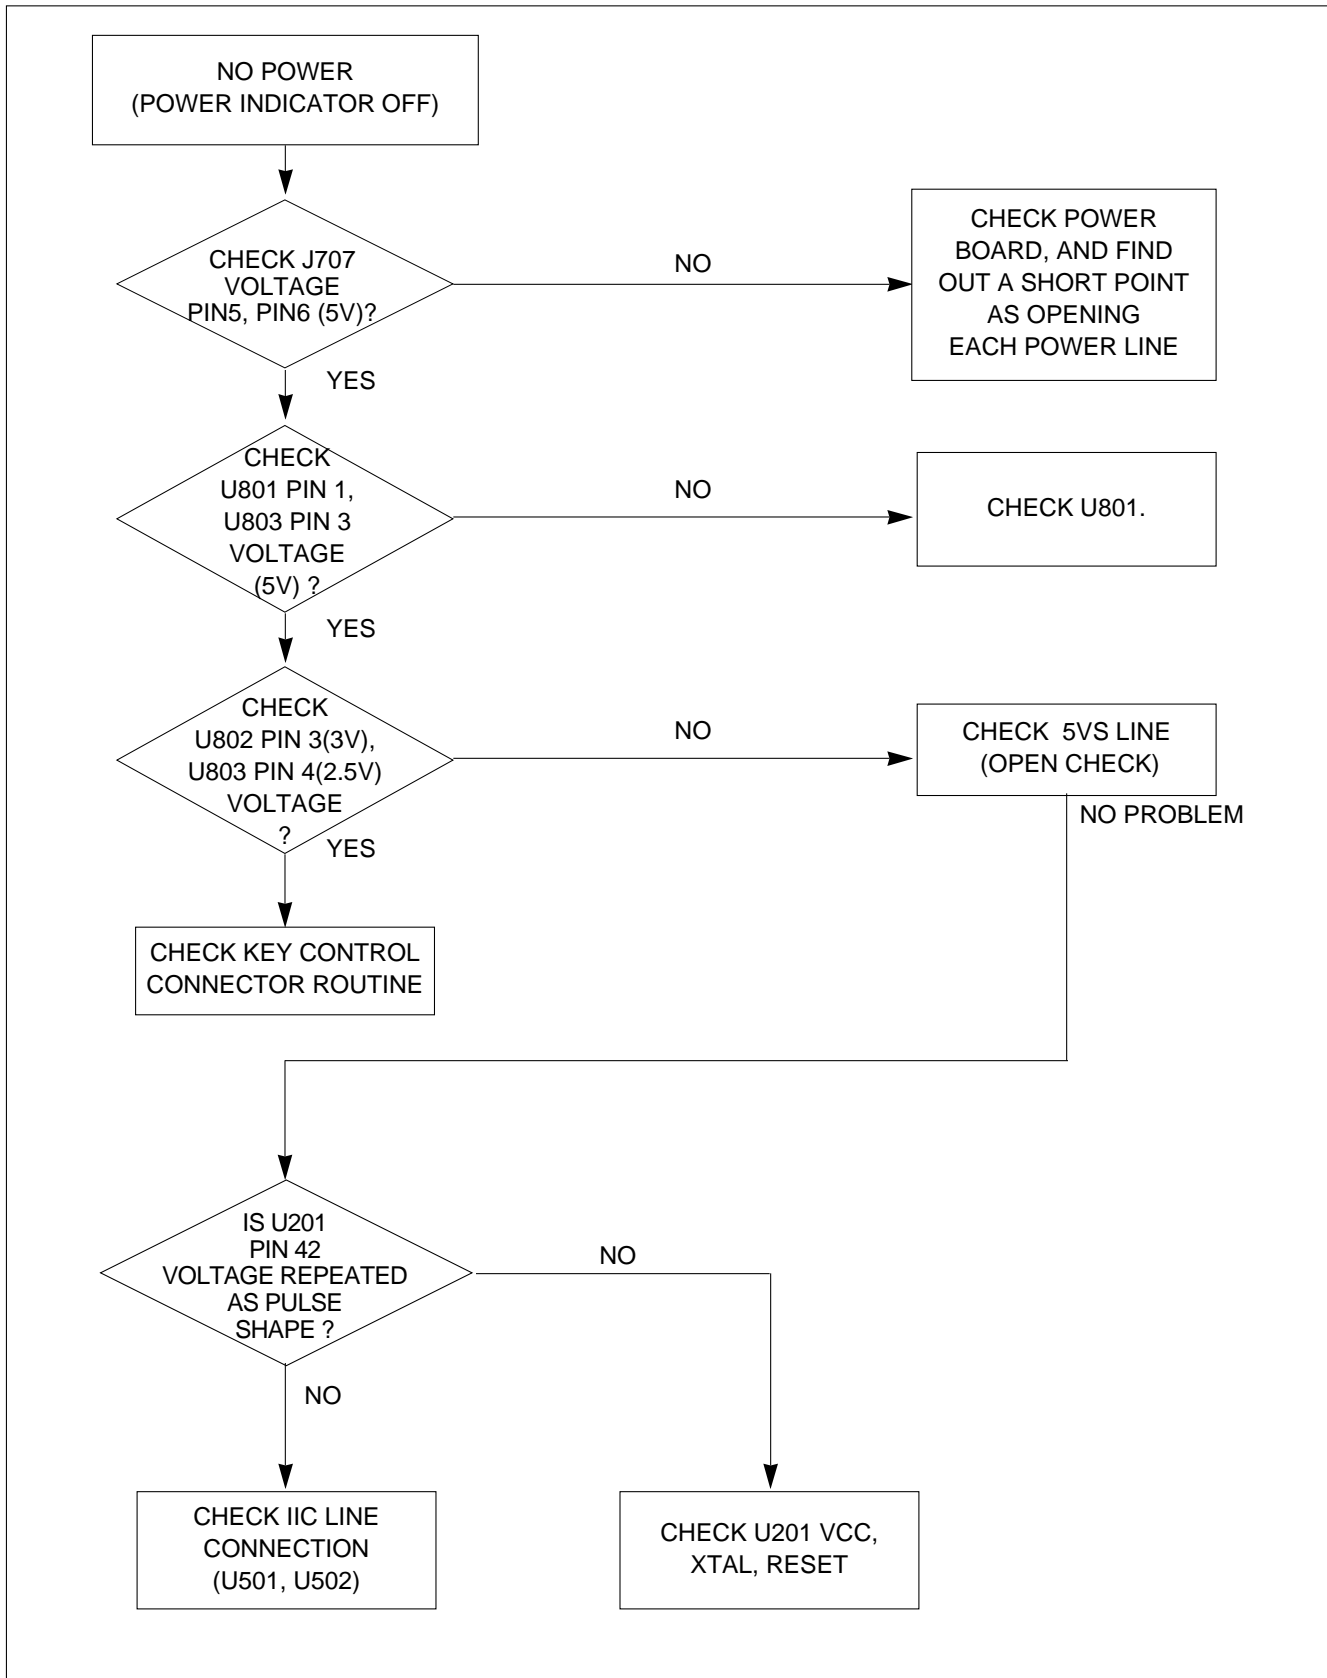 NO POWER
(POWER INDICATOR OFF)
CHECK J707
VOLTAGE
PIN5, PIN6 (5V)?
NO
CHECK POWER
BOARD, AND FIND
OUT A SHORT POINT
AS OPENING
EACH POWER LINE
YES
CHECK
U801 PIN 1,
U803 PIN 3
VOLTAGE
(5V) ?
NO
CHECK U801.
YES
CHECK
U802 PIN 3(3V),
U803 PIN 4(2.5V)
VOLTAGE
?
NO
CHECK 5VS LINE
(OPEN CHECK)
NO PROBLEM
YES
CHECK KEY CONTROL
CONNECTOR ROUTINE
IS U201
PIN 42
VOLTAGE REPEATED
AS PULSE
SHAPE ?
NO
NO
CHECK IIC LINE
CONNECTION
(U501, U502)
CHECK U201 VCC,
XTAL, RESET